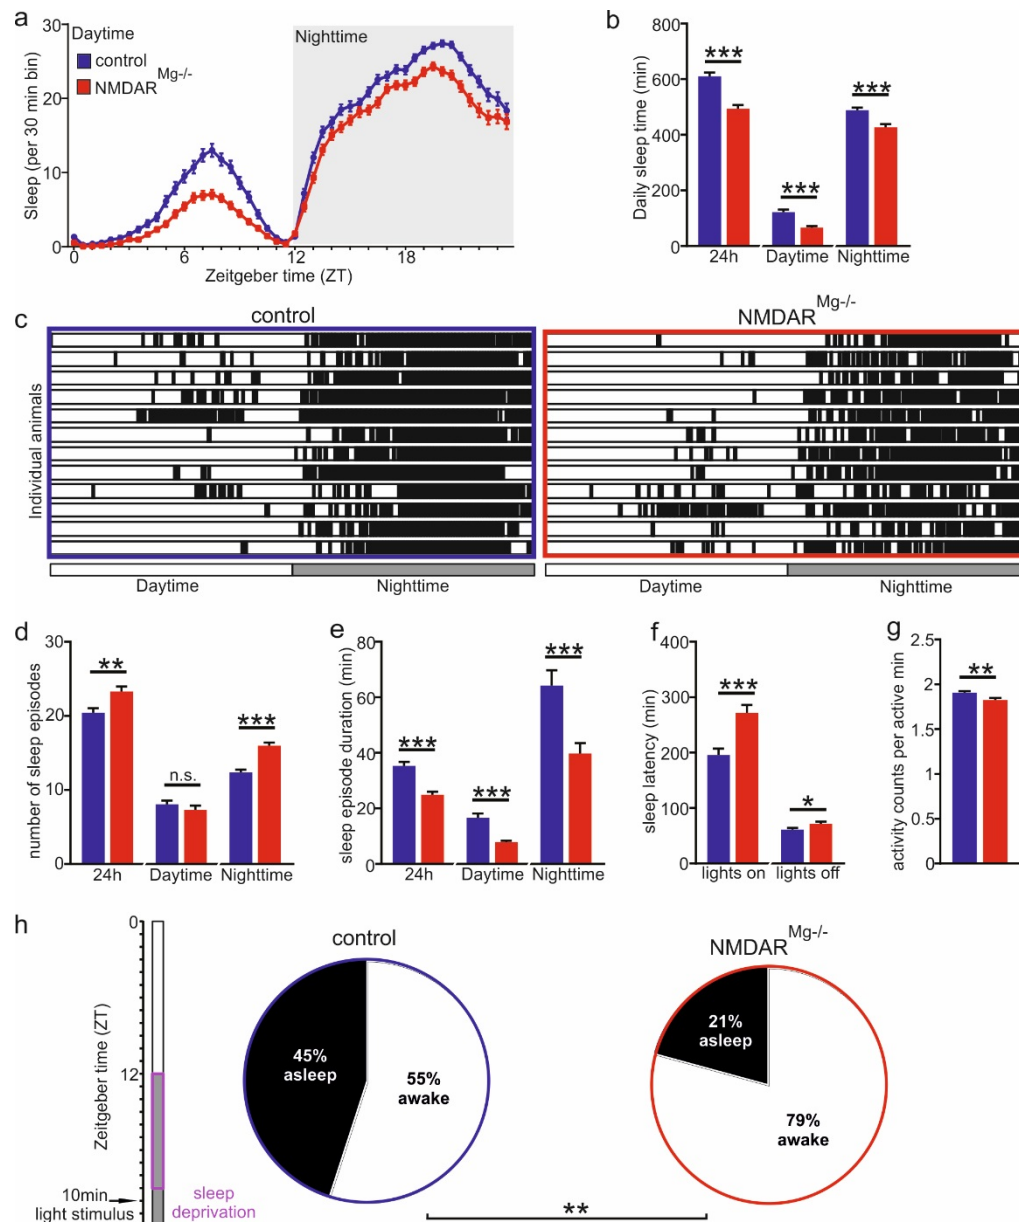 a
Sleep (per 30 min bin)
30
20
10
0
Daytime
control
NMDAR Mg-/-
Nighttime
0
6
12
18
Zeitgeber time (ZT)
b
Daily sleep time (min)
800
600
400
200
0
***
***
***
24h
Daytime
Nighttime
c
control
NMDAR Mg-/-
Individual animals
Daytime
Nighttime
Daytime
Nighttime
d
number of sleep episodes
30
20
10
0
**
n.s.
***
24h
Daytime
Nighttime
e
sleep episode duration (min)
80
60
40
20
0
***
***
***
24h
Daytime
Nighttime
f
sleep latency (min)
400
300
200
100
0
***
*
lights on
lights off
g
activity counts per active min
2.5
2
1.5
1
0.5
0
**
h
Zeitgeber time (ZT)
0
12
10min
light stimulus
sleep
deprivation
control
45%
asleep
55%
awake
NMDAR Mg-/-
21%
asleep
79%
awake
**